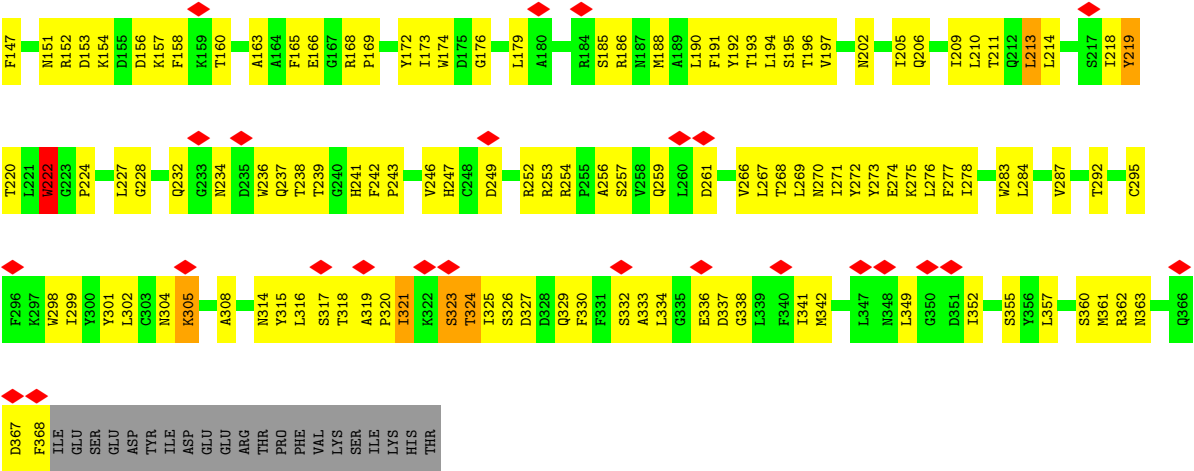 F147 N151 R152 D153 K154 D155 D156 K157 F158 K159 T160 A163 A164 F165 E166 G167 R168 P169 Y172 I173 W174 D175 G176 L179 A180 R184 S185 R186 N187 M188 A189 L190 F191 Y192 T193 L194 S195 T196 V197 N202 I205 Q206 I209 L210 T211 Q212 L213 L214 S217 I218 Y219
T220 L221 W222 G223 P224 L227 G228 Q232 G233 N234 D235 W236 Q237 T238 T239 G240 H241 F242 P243 V246 H247 C248 D249 R252 R253 R254 P255 A256 S257 V258 Q259 L260 D261 V266 L267 T268 L269 N270 I271 Y272 Y273 E274 K275 L276 F277 I278 W283 L284 V287 T292 C295
F296 K297 W298 I299 Y300 Y301 L302 C303 N304 K305 A308 N314 Y315 L316 S317 T318 A319 P320 I321 K322 S323 T324 I325 S326 D327 D328 Q329 F330 F331 S332 A333 L334 G335 E336 D337 G338 L339 F340 I341 M342 L347 N348 L349 G350 D351 I352 S355 Y356 L357 S360 M361 R362 N363 Q366
D367 F368 ILE GLU SER GLU ASP TYR ILE ASP GLU GLU ARG THR PRO PHE VAL LYS SER ILE LYS HIS THR